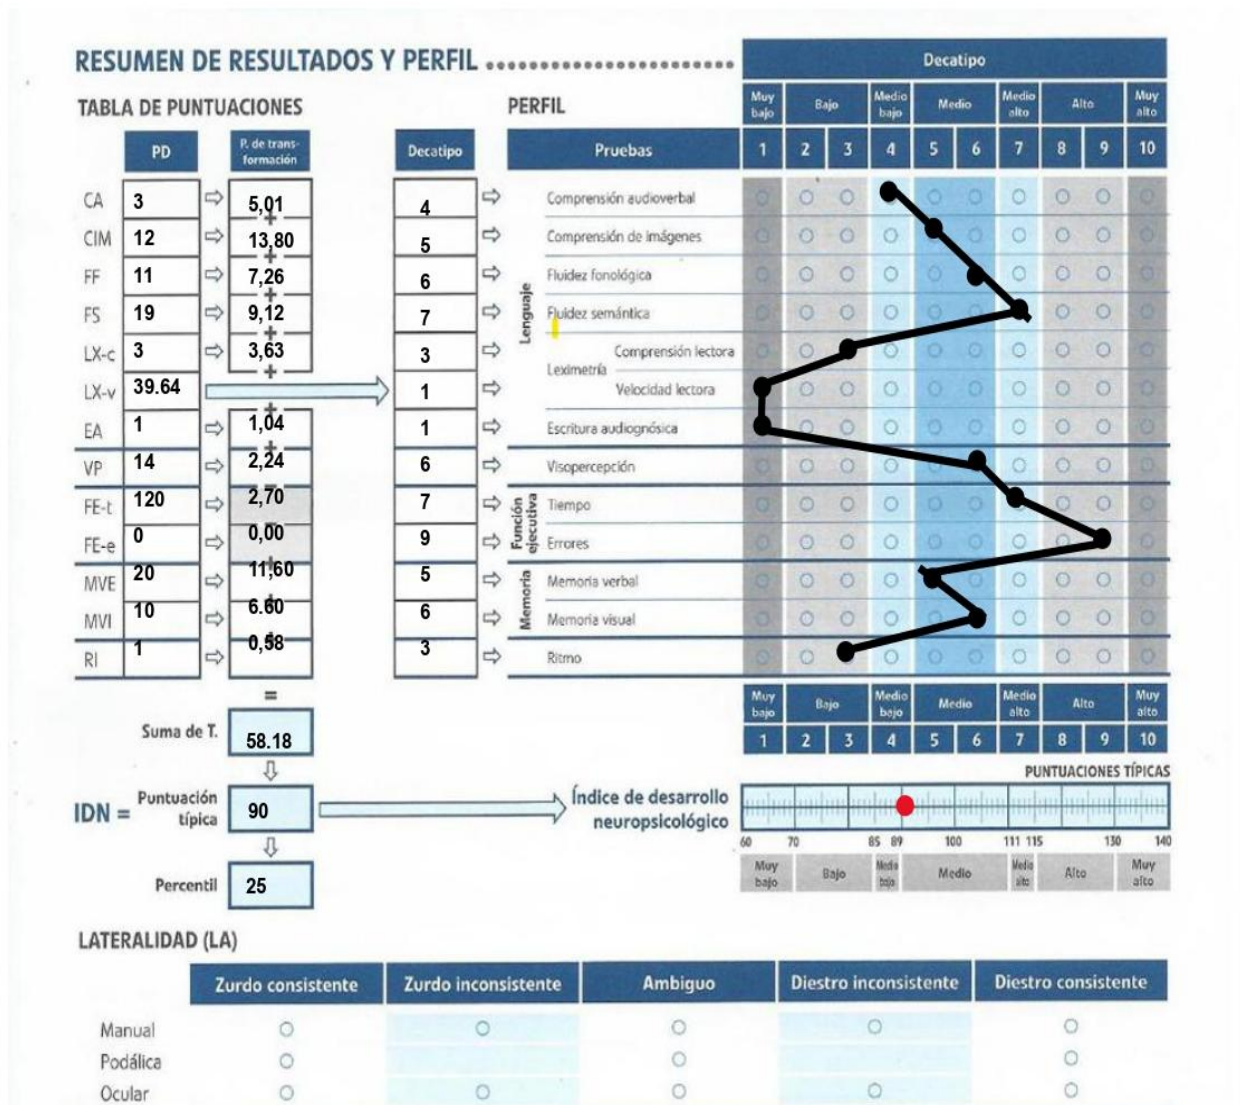 RESUMEN DE RESULTADOS Y PERFIL
Decatipo
TABLA DE PUNTUACIONES PERFIL Muy bajo Bajo Medio bajo Medio Medio alto Alto Muy alto
PD P. de trans-formación Decatipo Pruebas 1 2 3 4 5 6 7 8 9 10
CA 3 5,01 4 Comprensión audioverbal
+
CIM 12 13,80 5 Comprensión de imágenes
+
FF 11 7,26 6 Fluidez fonológica
+
Lenguaje
FS 19 9,12 7 Fluidez semántica
+
LX-c 3 3,63 3 Comprensión lectora
+
Leximetría
LX-v 39.64 1 Velocidad lectora
+
EA 1 1,04 1 Escritura audiognósica
+
VP 14 2,24 6 Visopercepción
+
FE-t 120 2,70 7 Tiempo
Función ejecutiva
FE-e 0 0,00 9 Errores
+
MVE 20 11,60 5 Memoria verbal
+
Memoria
MVI 10 6.60 6 Memoria visual
+
RI 1 0,58 3 Ritmo
=
Muy bajo Bajo Medio bajo Medio Medio alto Alto Muy alto
Suma de T. 58.18 1 2 3 4 5 6 7 8 9 10
PUNTUACIONES TÍPICAS
IDN = Puntuación típica 90 Índice de desarrollo neuropsicológico
60 70 85 89 100 111 115 130 140
Muy bajo Bajo Medio bajo Medio Medio alto Alto Muy alto
Percentil 25
LATERALIDAD (LA)
Zurdo consistente Zurdo inconsistente Ambiguo Diestro inconsistente Diestro consistente
Manual
Podálica
Ocular